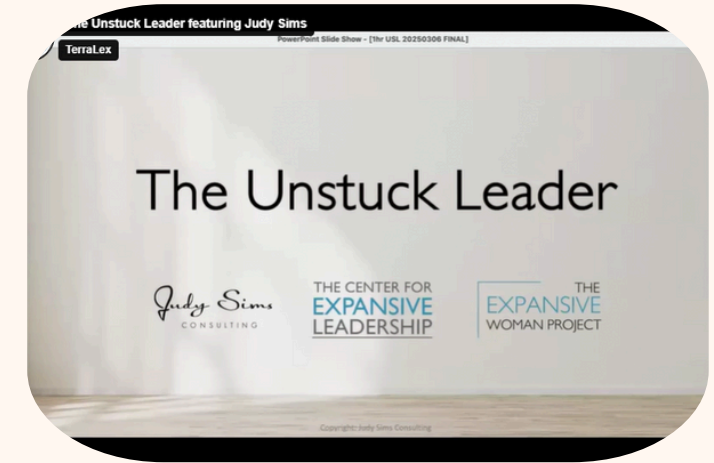 he Unstuck Leader featuring Judy Sims
PowerPoint Slide Show - [1hr USL 20250306 FINAL]
TerraLex
The Unstuck Leader
Judy Sims
CONSULTING
THE CENTER FOR
EXPANSIVE
LEADERSHIP
THE
EXPANSIVE
WOMAN PROJECT
Copyright: Judy Sims Consulting